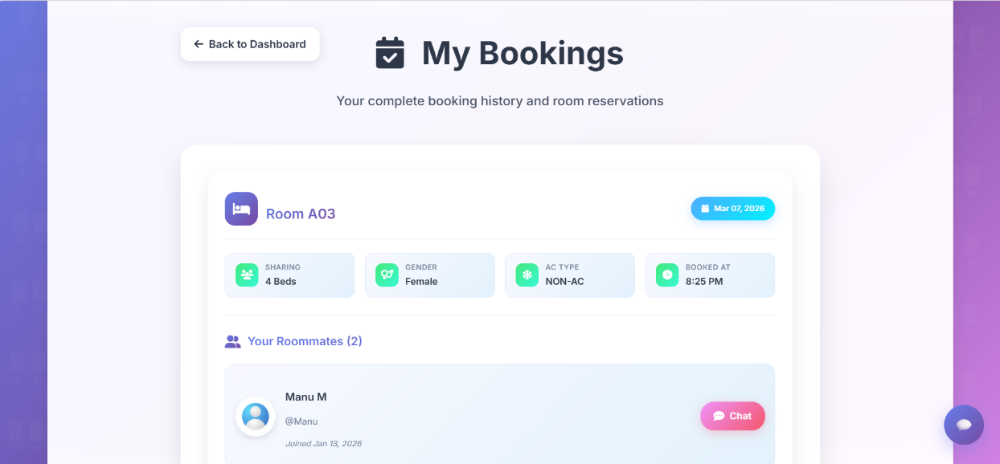 Back to Dashboard
My Bookings
Your complete booking history and room reservations
Room A03
Mar 07, 2026
SHARING
4 Beds
GENDER
Female
AC TYPE
NON-AC
BOOKED AT
8:25 PM
Your Roommates (2)
Manu M
@Manu
Joined Jan 13, 2026
Chat